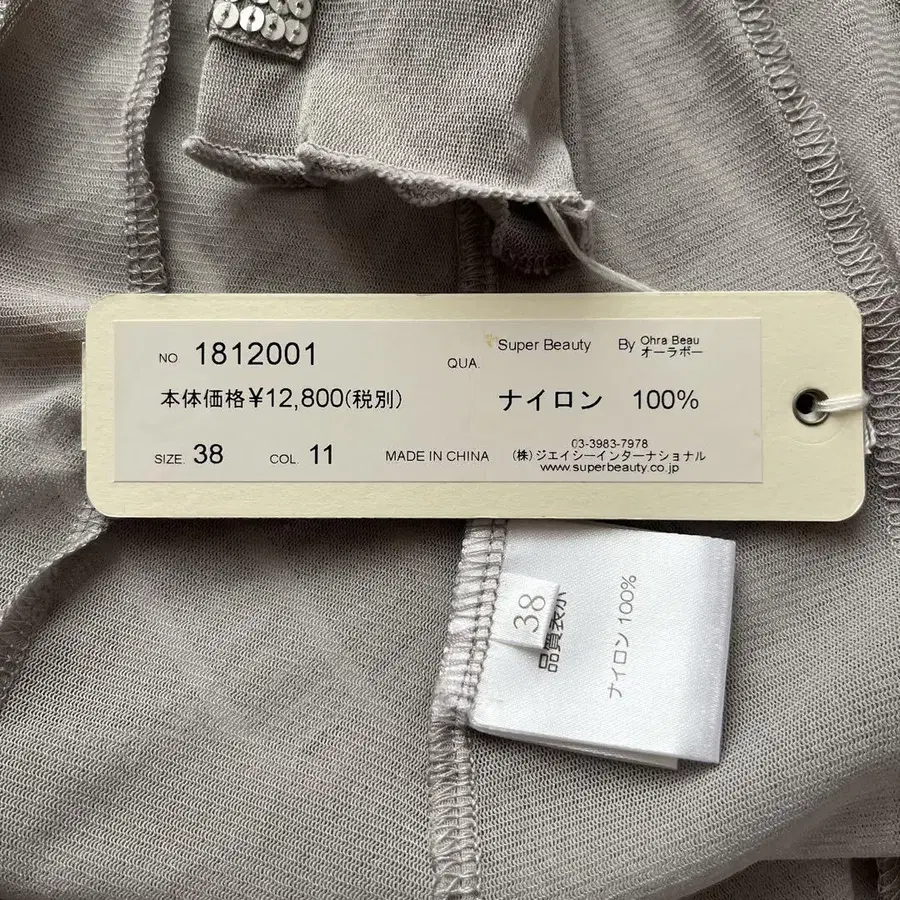 NO. 1812001
本体価格¥12,800(税別)
SIZE. 38 COL. 11 MADE IN CHINA
QUA.
Super Beauty By Ohra Beau
オーラボー
ナイロン 100%
03-3983-7978
(株)ジエイシーインターナショナル
www.superbeauty.co.jp
38
品質表示
ナイロン 100%